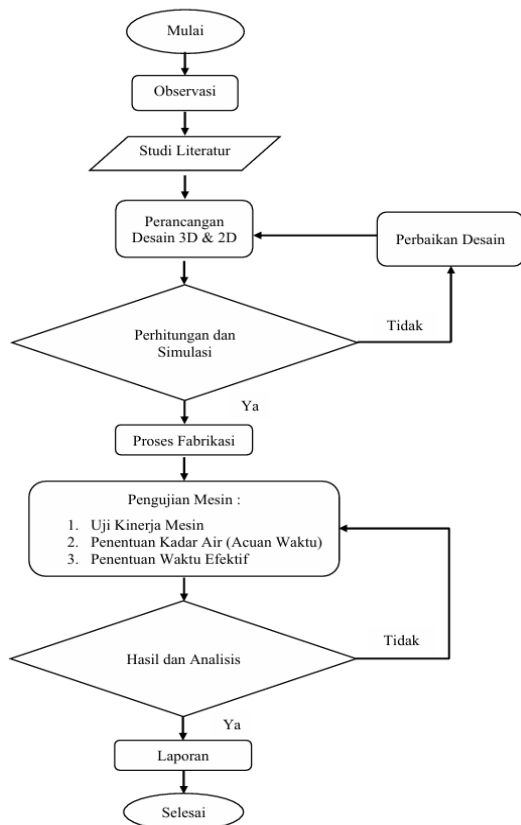 Mulai
Observasi
Studi Literatur
Perancangan
Desain 3D & 2D
Perbaikan Desain
Perhitungan dan
Simulasi
Tidak
Ya
Proses Fabrikasi
Pengujian Mesin :
1. Uji Kinerja Mesin
2. Penentuan Kadar Air (Acuan Waktu)
3. Penentuan Waktu Efektif
Hasil dan Analisis
Tidak
Ya
Laporan
Selesai